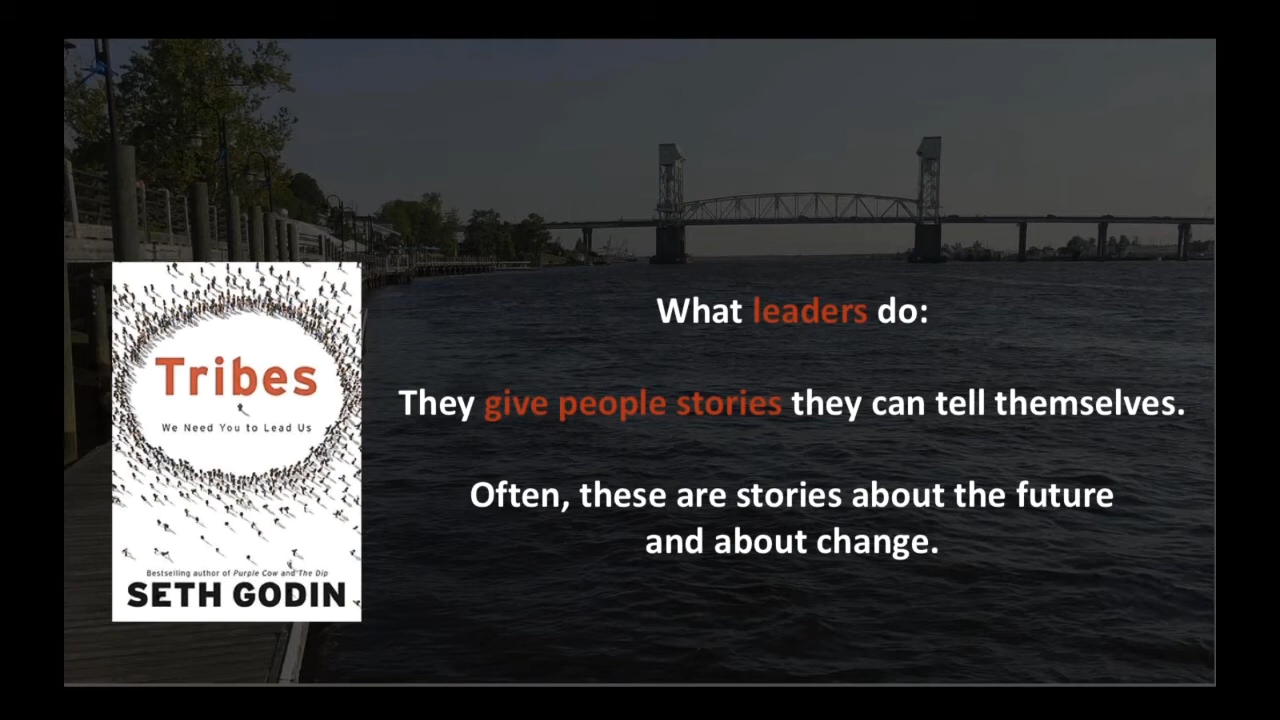 Tribes
We Need You to Lead Us
Bestselling author of Purple Cow and The Dip
SETH GODIN
What leaders do:
They give people stories they can tell themselves.
Often, these are stories about the future
and about change.